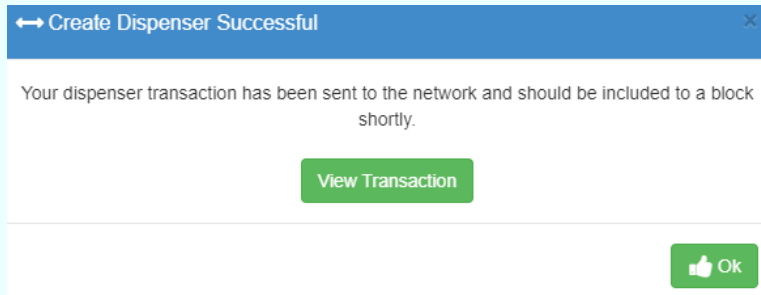 Create Dispenser Successful
Your dispenser transaction has been sent to the network and should be included to a block
shortly.
View Transaction
Ok